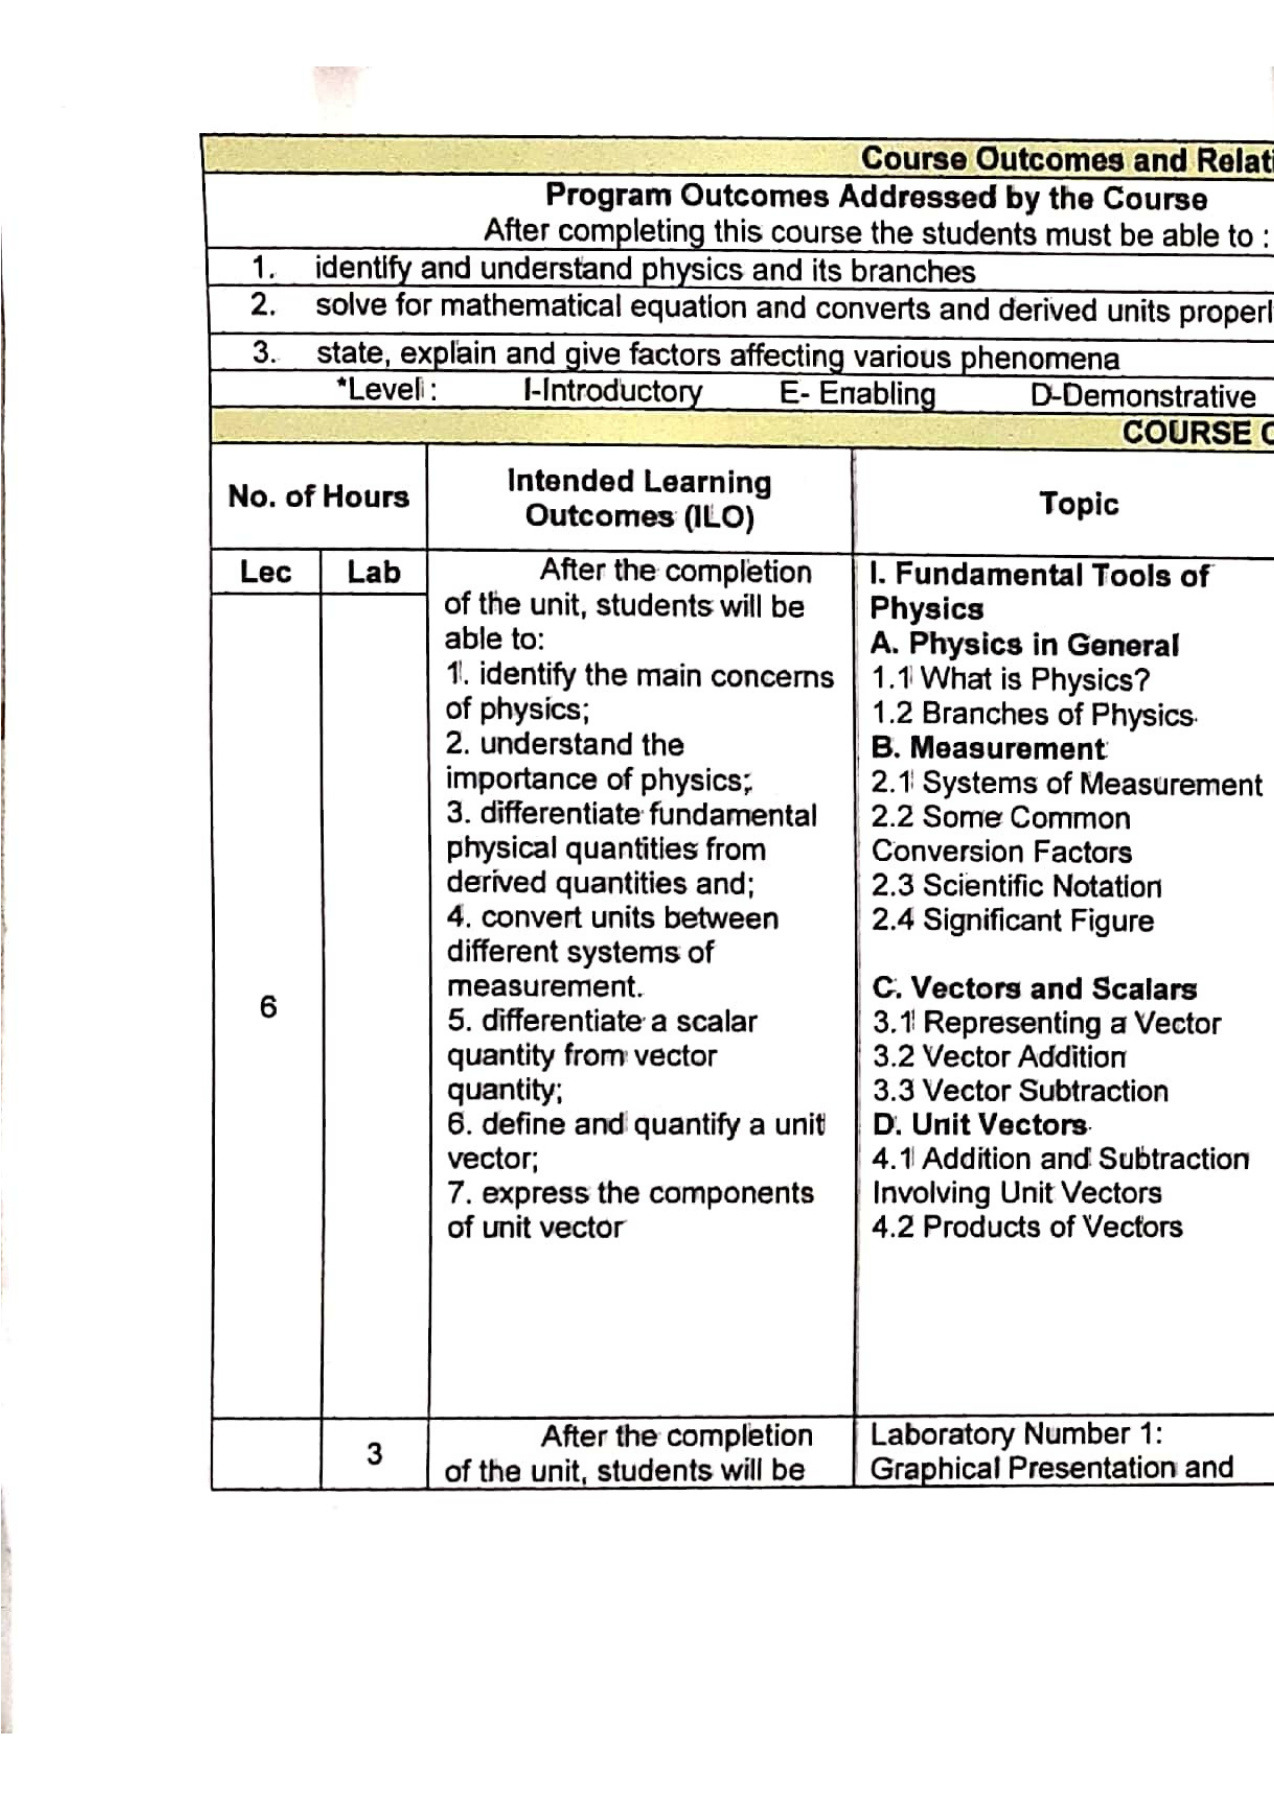 Course Outcomes and Relati
Program Outcomes Addressed by the Course
After completing this course the students must be able to :
1. identify and understand physics and its branches
2. solve for mathematical equation and converts and derived units properl
3. state, explain and give factors affecting various phenomena
*Level : I-Introductory E- Enabling D-Demonstrative
COURSE
No. of Hours
Intended Learning
Outcomes (ILO)
Topic
Lec
Lab
6
After the completion
of the unit, students will be
able to:
1. identify the main concerns
of physics;
2. understand the
importance of physics;
3. differentiate fundamental
physical quantities from
derived quantities and;
4. convert units between
different systems of
measurement.
5. differentiate a scalar
quantity from vector
quantity;
6. define and quantify a unit
vector;
7. express the components
of unit vector
I. Fundamental Tools of
Physics
A. Physics in General
1.1 What is Physics?
1.2 Branches of Physics
B. Measurement
2.1 Systems of Measurement
2.2 Some Common
Conversion Factors
2.3 Scientific Notation
2.4 Significant Figure
C. Vectors and Scalars
3.1 Representing a Vector
3.2 Vector Addition
3.3 Vector Subtraction
D. Unit Vectors
4.1 Addition and Subtraction
Involving Unit Vectors
4.2 Products of Vectors
3
After the completion
of the unit, students will be
Laboratory Number 1:
Graphical Presentation and